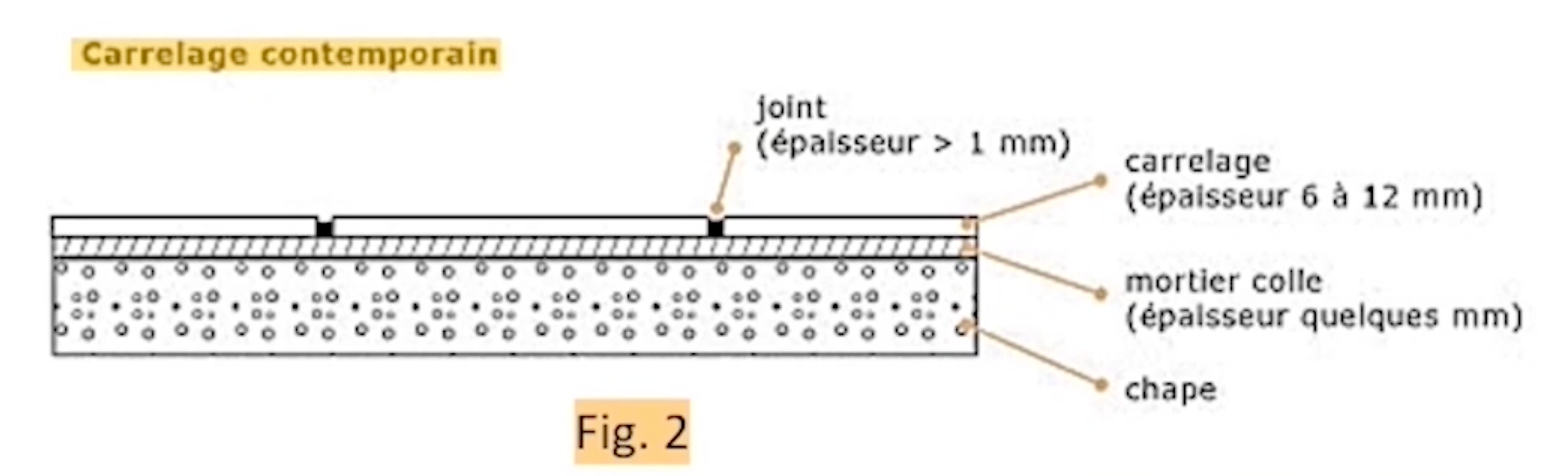 Carrelage contemporain
joint
(épaisseur > 1 mm)
carrelage
(épaisseur 6 à 12 mm)
mortier colle
(épaisseur quelques mm)
chape
Fig. 2